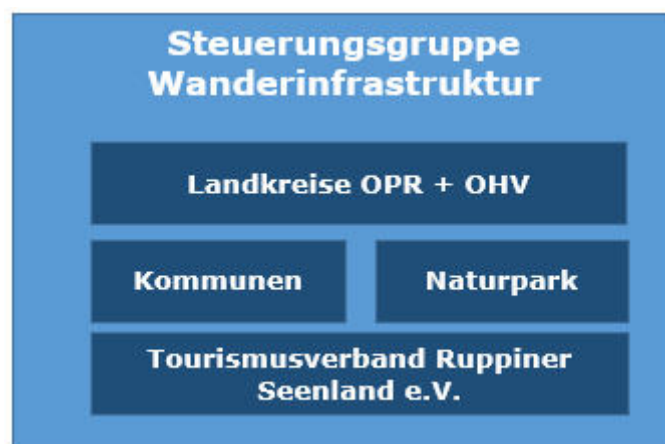 Steuerungsgruppe
Wanderinfrastruktur
Landkreise OPR + OHV
Kommunen
Naturpark
Tourismusverband Ruppiner
Seenland e.V.